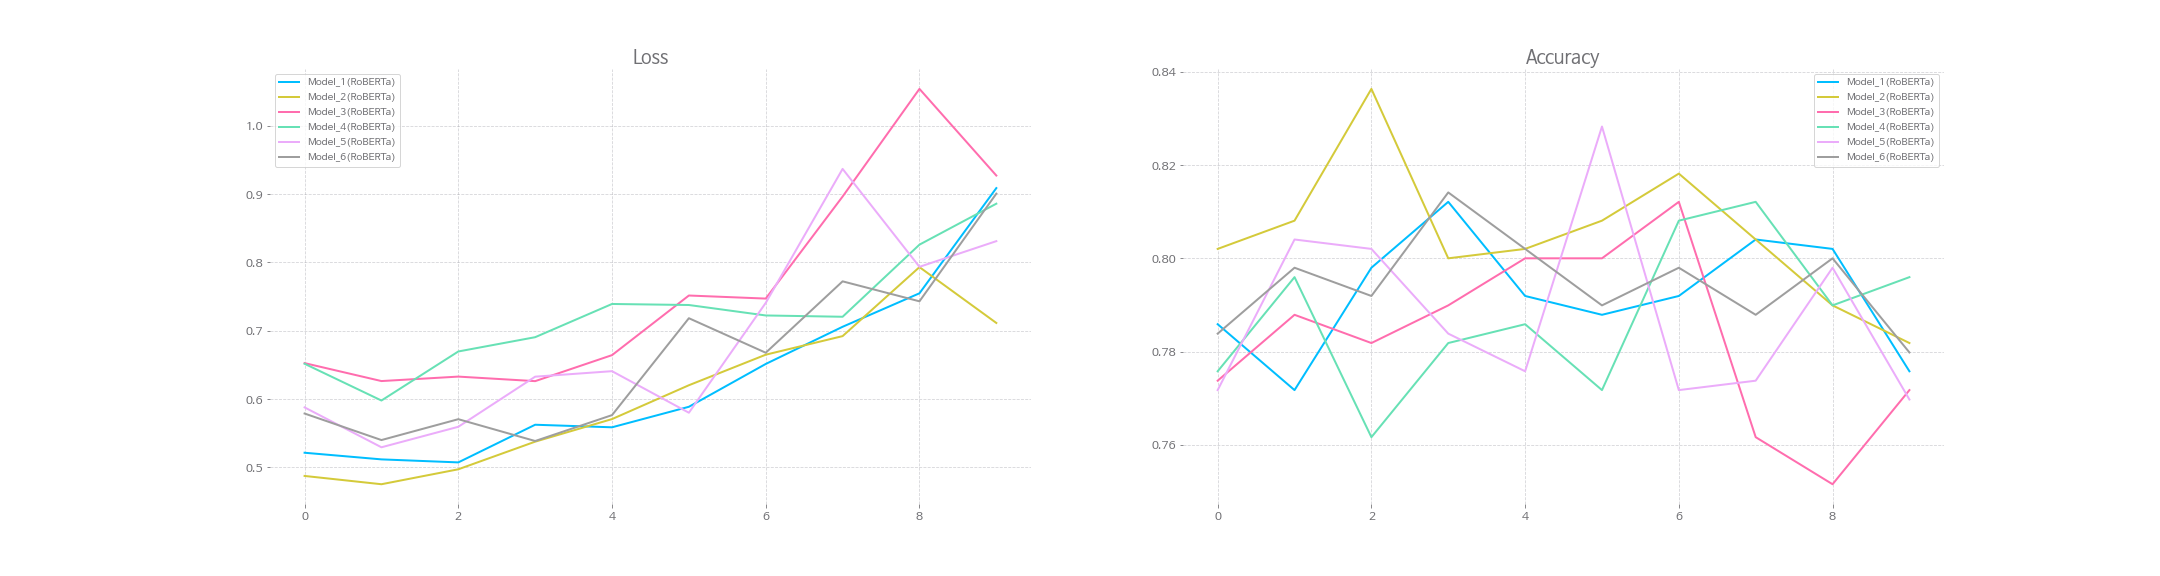 Loss
Model_1(RoBERTa)
Model_2(RoBERTa)
Model_3(RoBERTa)
Model_4(RoBERTa)
Model_5(RoBERTa)
Model_6(RoBERTa)
1.0
0.9
0.8
0.7
0.6
0.5
0 2 4 6 8
Accuracy
Model_1(RoBERTa)
Model_2(RoBERTa)
Model_3(RoBERTa)
Model_4(RoBERTa)
Model_5(RoBERTa)
Model_6(RoBERTa)
0.84
0.82
0.80
0.78
0.76
0 2 4 6 8